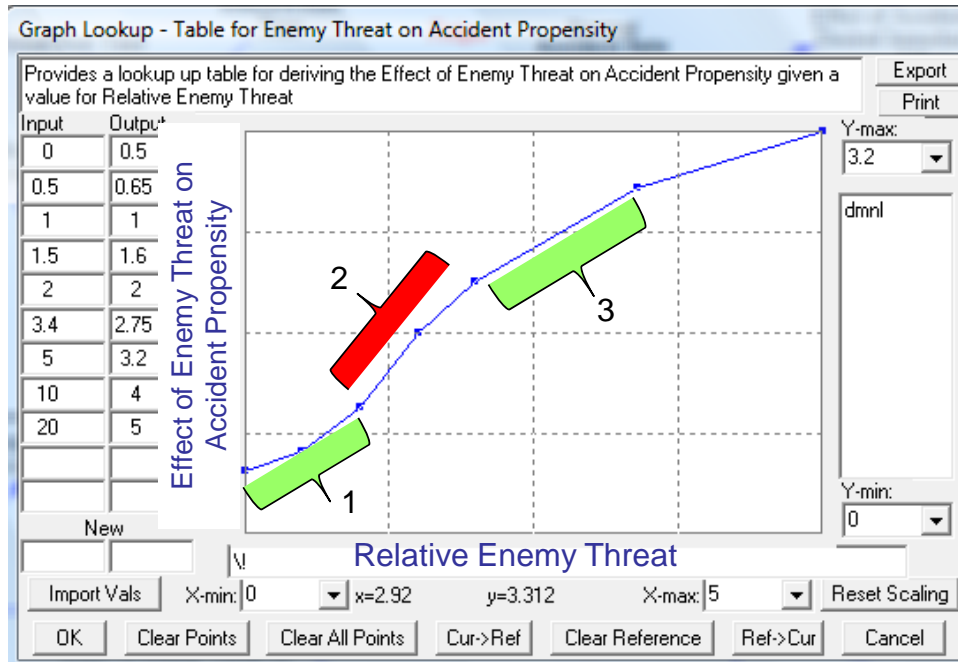 Graph Lookup - Table for Enemy Threat on Accident Propensity
Provides a lookup up table for deriving the Effect of Enemy Threat on Accident Propensity given a
value for Relative Enemy Threat
Export
Print
Input Output
0 0.5
0.5 0.65
1 1
1.5 1.6
2 2
3.4 2.75
5 3.2
10 4
20 5
New
Effect of Enemy Threat on
Accident Propensity
2
3
1
Y-max:
3.2
dmnl
Y-min:
0
\!
Relative Enemy Threat
Import Vals X-min: 0 x=2.92 y=3.312 X-max: 5 Reset Scaling
OK Clear Points Clear All Points Cur->Ref Clear Reference Ref->Cur Cancel